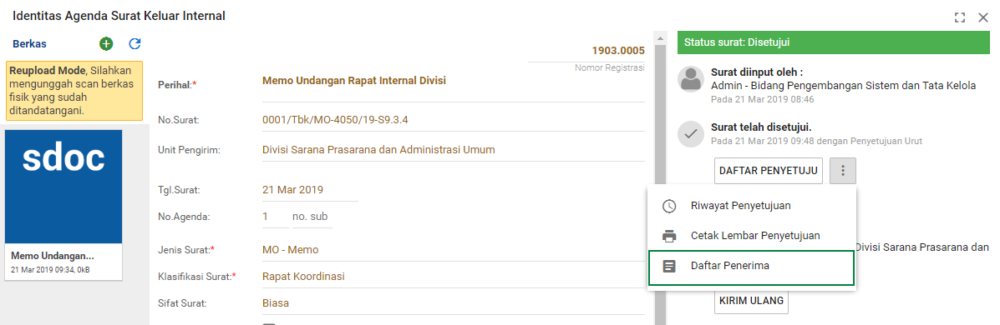 Identitas Agenda Surat Keluar Internal
Berkas
Reupload Mode, Silahkan
mengunggah scan berkas
fisik yang sudah
ditandatangani.
sdoc
Memo Undangan...
21 Mar 2019 09:34, 0kB
1903.0005
Nomor Registrasi
Perihal:*
Memo Undangan Rapat Internal Divisi
No.Surat:
0001/Tbk/MO-4050/19-S9.3.4
Unit Pengirim:
Divisi Sarana Prasarana dan Administrasi Umum
Tgl.Surat:
21 Mar 2019
No.Agenda:
1
no. sub
Jenis Surat:*
MO - Memo
Klasifikasi Surat:*
Rapat Koordinasi
Sifat Surat:
Biasa
Status surat: Disetujui
Surat diinput oleh :
Admin - Bidang Pengembangan Sistem dan Tata Kelola
Pada 21 Mar 2019 08:46
Surat telah disetujui.
Pada 21 Mar 2019 09:48 dengan Penyetujuan Urut
DAFTAR PENYETUJU
Riwayat Penyetujuan
Cetak Lembar Penyetujuan
Divisi Sarana Prasarana dan
Daftar Penerima
KIRIM ULANG